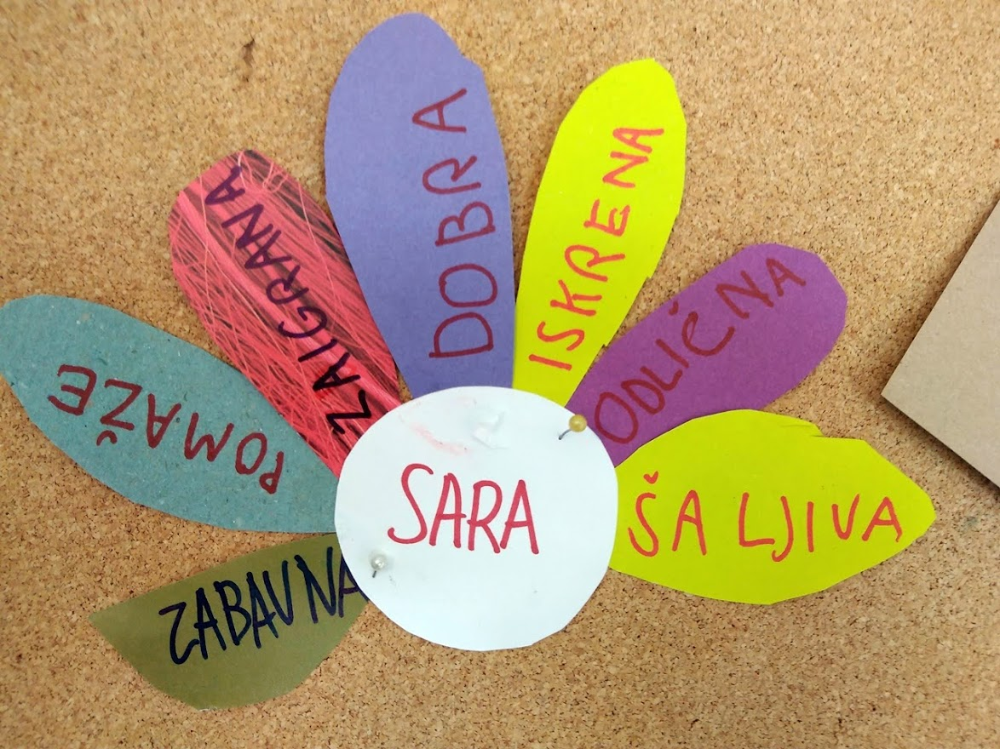 DOBRA
ISKRENA
ZAIGRANA
ODLIČNA
POMAŽE
SARA
ŠALJIVA
ZABAVNA